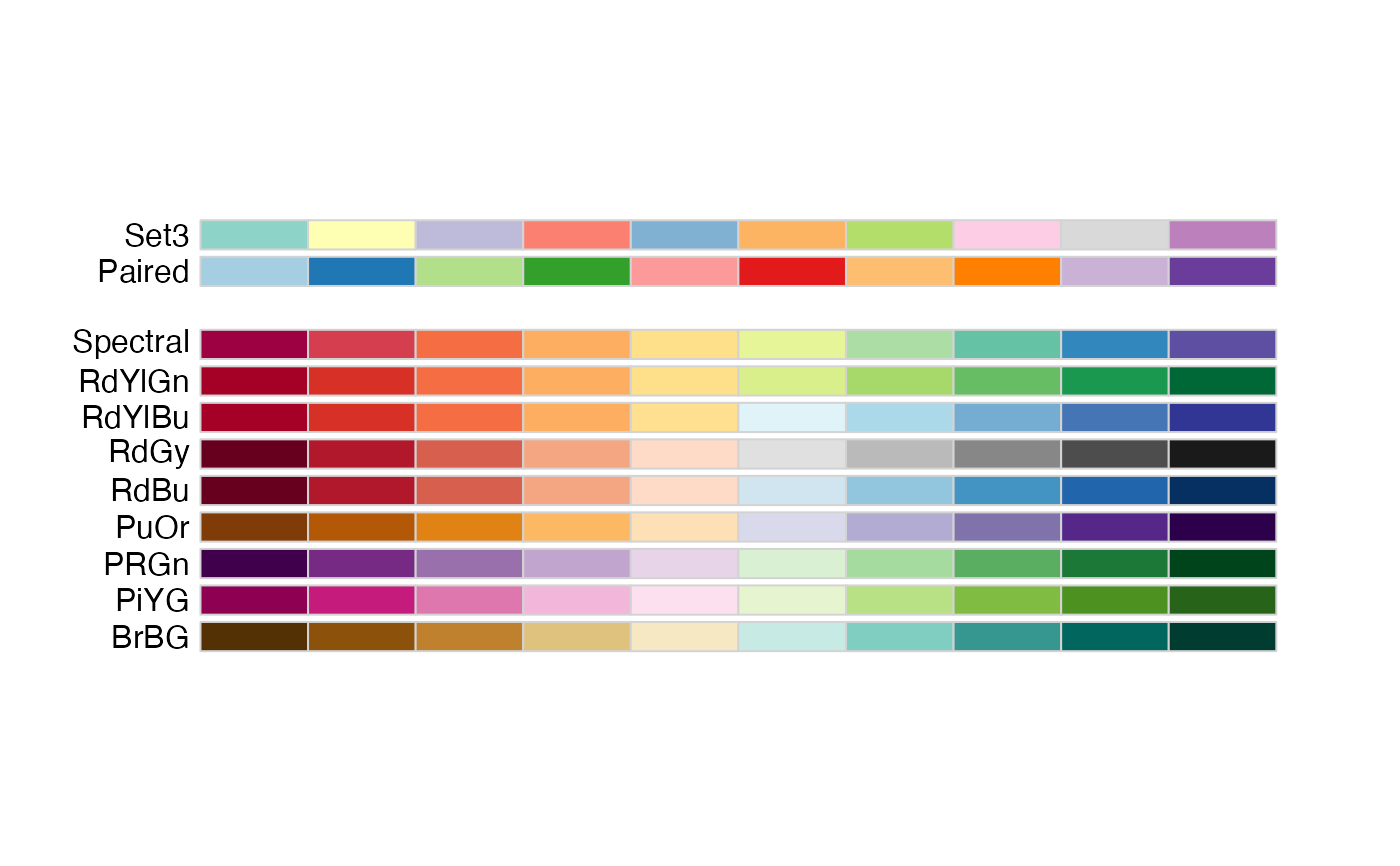 Set3
Paired
Spectral
RdYlGn
RdYlBu
RdGy
RdBu
PuOr
PRGn
PiYG
BrBG